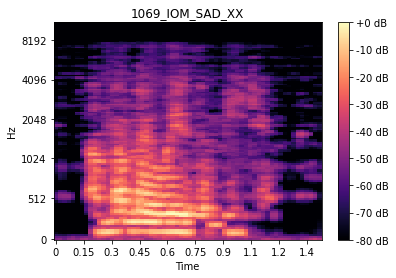 1069_IOM_SAD_XX
+0 dB
8192
-10 dB
4096
-20 dB
-30 dB
2048
Hz
-40 dB
1024
-50 dB
512
-60 dB
-70 dB
0
-80 dB
0 0.15 0.3 0.45 0.6 0.75 0.9 1.1 1.2 1.4
Time